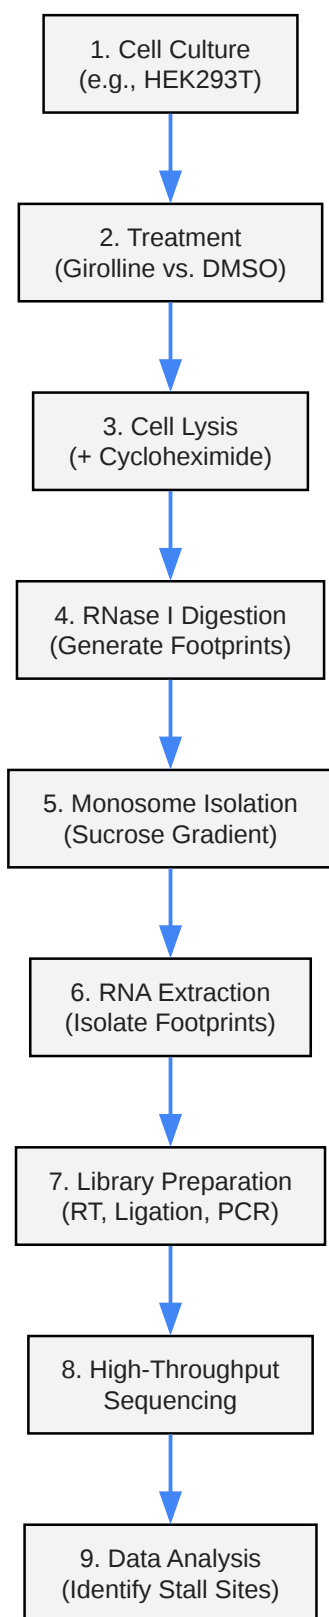 1. Cell Culture
(e.g., HEK293T)
2. Treatment
(Girolline vs. DMSO)
3. Cell Lysis
(+ Cycloheximide)
4. RNase I Digestion
(Generate Footprints)
5. Monosome Isolation
(Sucrose Gradient)
6. RNA Extraction
(Isolate Footprints)
7. Library Preparation
(RT, Ligation, PCR)
8. High-Throughput
Sequencing
9. Data Analysis
(Identify Stall Sites)